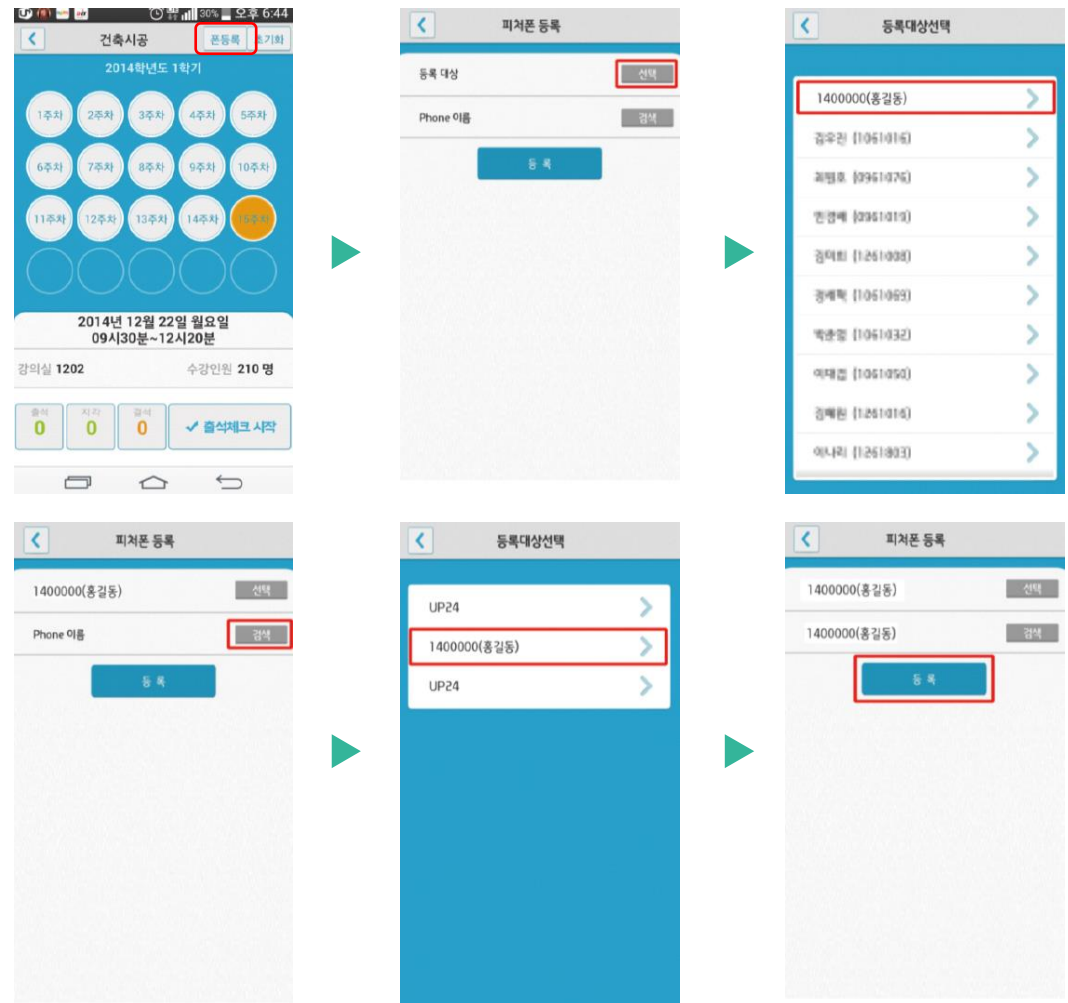 30% 오후 6:44
건축시공
폰등록
초기화
2014학년도 1학기
1주차 2주차 3주차 4주차 5주차
6주차 7주차 8주차 9주차 10주차
11주차 12주차 13주차 14주차 15주차
2014년 12월 22일 월요일
09시30분~12시20분
강의실 1202 수강인원 210 명
출석 지각 결석
0 0 0 ✓ 출석체크 시작
피처폰 등록
등록 대상 선택
Phone 이름 검색
등 록
등록대상선택
1400000(홍길동)
피처폰 등록
1400000(홍길동) 선택
Phone 이름 검색
등 록
등록대상선택
UP24
1400000(홍길동)
UP24
피처폰 등록
1400000(홍길동) 선택
1400000(홍길동) 검색
등 록